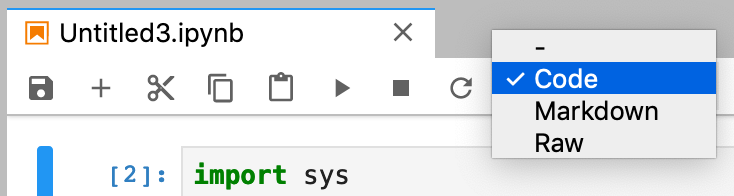 Untitled3.ipynb
-
Code
Markdown
Raw
[2]: import sys